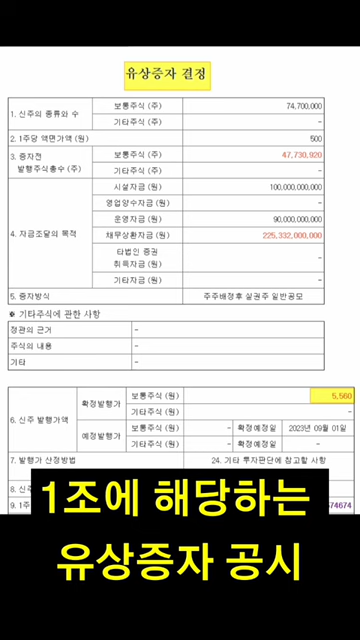 유상증자 결정
1. 신주의 종류와 수 보통주식 (주) 74,700,000
기타주식 (주) -
2. 1주당 액면가액 (원) 500
3. 증자전 발행주식총수 (주) 보통주식 (주) 47,730,920
기타주식 (주) -
4. 자금조달의 목적 시설자금 (원) 100,000,000,000
영업양수자금 (원) -
운영자금 (원) 90,000,000,000
채무상환자금 (원) 225,332,000,000
타법인 증권 취득자금 (원) -
기타자금 (원) -
5. 증자방식 주주배정후 실권주 일반공모
※ 기타주식에 관한 사항
정관의 근거 -
주식의 내용 -
기타 -
6. 신주 발행가액 확정발행가 보통주식 (원) 5,560
기타주식 (원) -
예정발행가 보통주식 (원) - 확정예정일 2023년 09월 01일
기타주식 (원) - 확정예정일 -
7. 발행가 산정방법 24. 기타 투자판단에 참고할 사항
8. 신
9. 1주 674674
1조에 해당하는
유상증자 공시